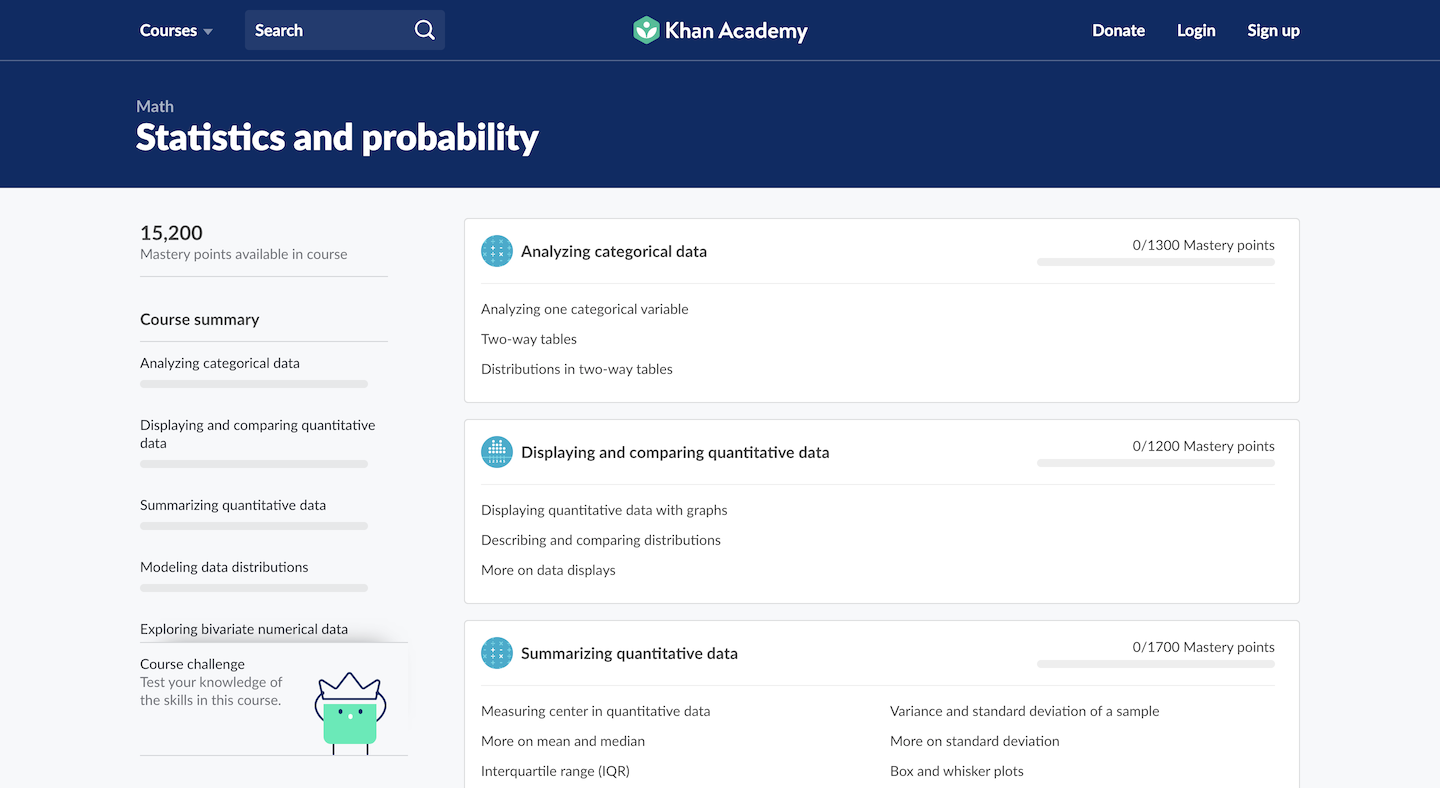 Courses
Search
Khan Academy
Donate
Login
Sign up
Math
Statistics and probability
15,200
Mastery points available in course
Course summary
Analyzing categorical data
Displaying and comparing quantitative
data
Summarizing quantitative data
Modeling data distributions
Exploring bivariate numerical data
Course challenge
Test your knowledge of
the skills in this course.
Analyzing categorical data
0/1300 Mastery points
Analyzing one categorical variable
Two-way tables
Distributions in two-way tables
Displaying and comparing quantitative data
0/1200 Mastery points
Displaying quantitative data with graphs
Describing and comparing distributions
More on data displays
Summarizing quantitative data
0/1700 Mastery points
Measuring center in quantitative data
More on mean and median
Interquartile range (IQR)
Variance and standard deviation of a sample
More on standard deviation
Box and whisker plots